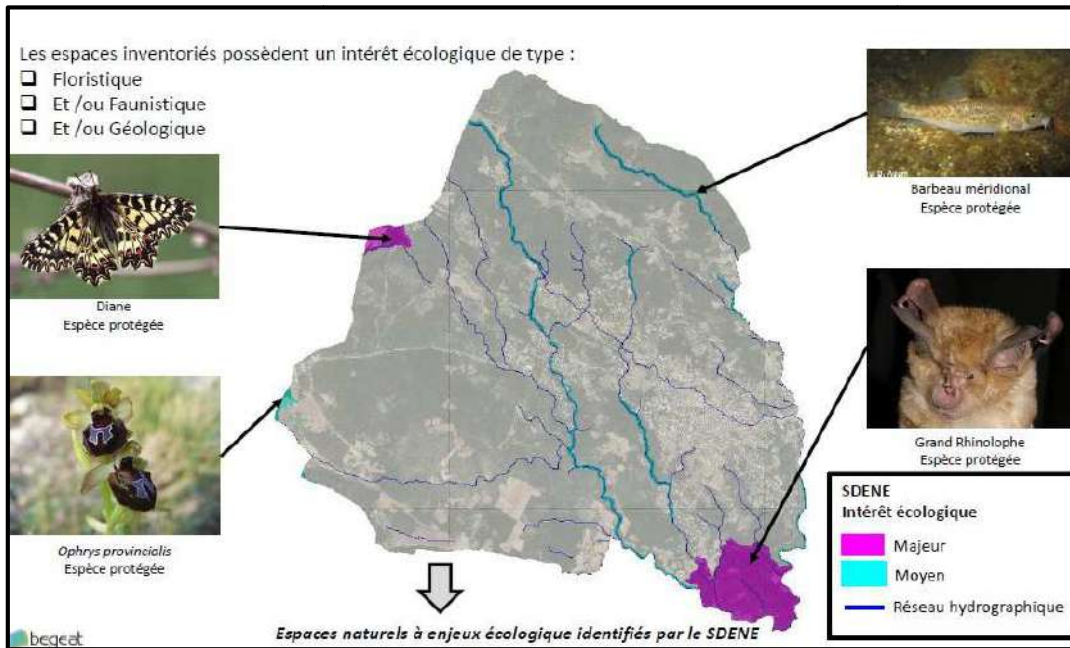 Les espaces inventoriés possèdent un intérêt écologique de type :
Floristique
Et /ou Faunistique
Et /ou Géologique
Diane
Espèce protégée
Ophrys provincialis
Espèce protégée
Barbeau méridional
Espèce protégée
Grand Rhinolophe
Espèce protégée
SDENE
Intérêt écologique
Majeur
Moyen
Réseau hydrographique
Espaces naturels à enjeux écologique identifiés par le SDENE
begeat